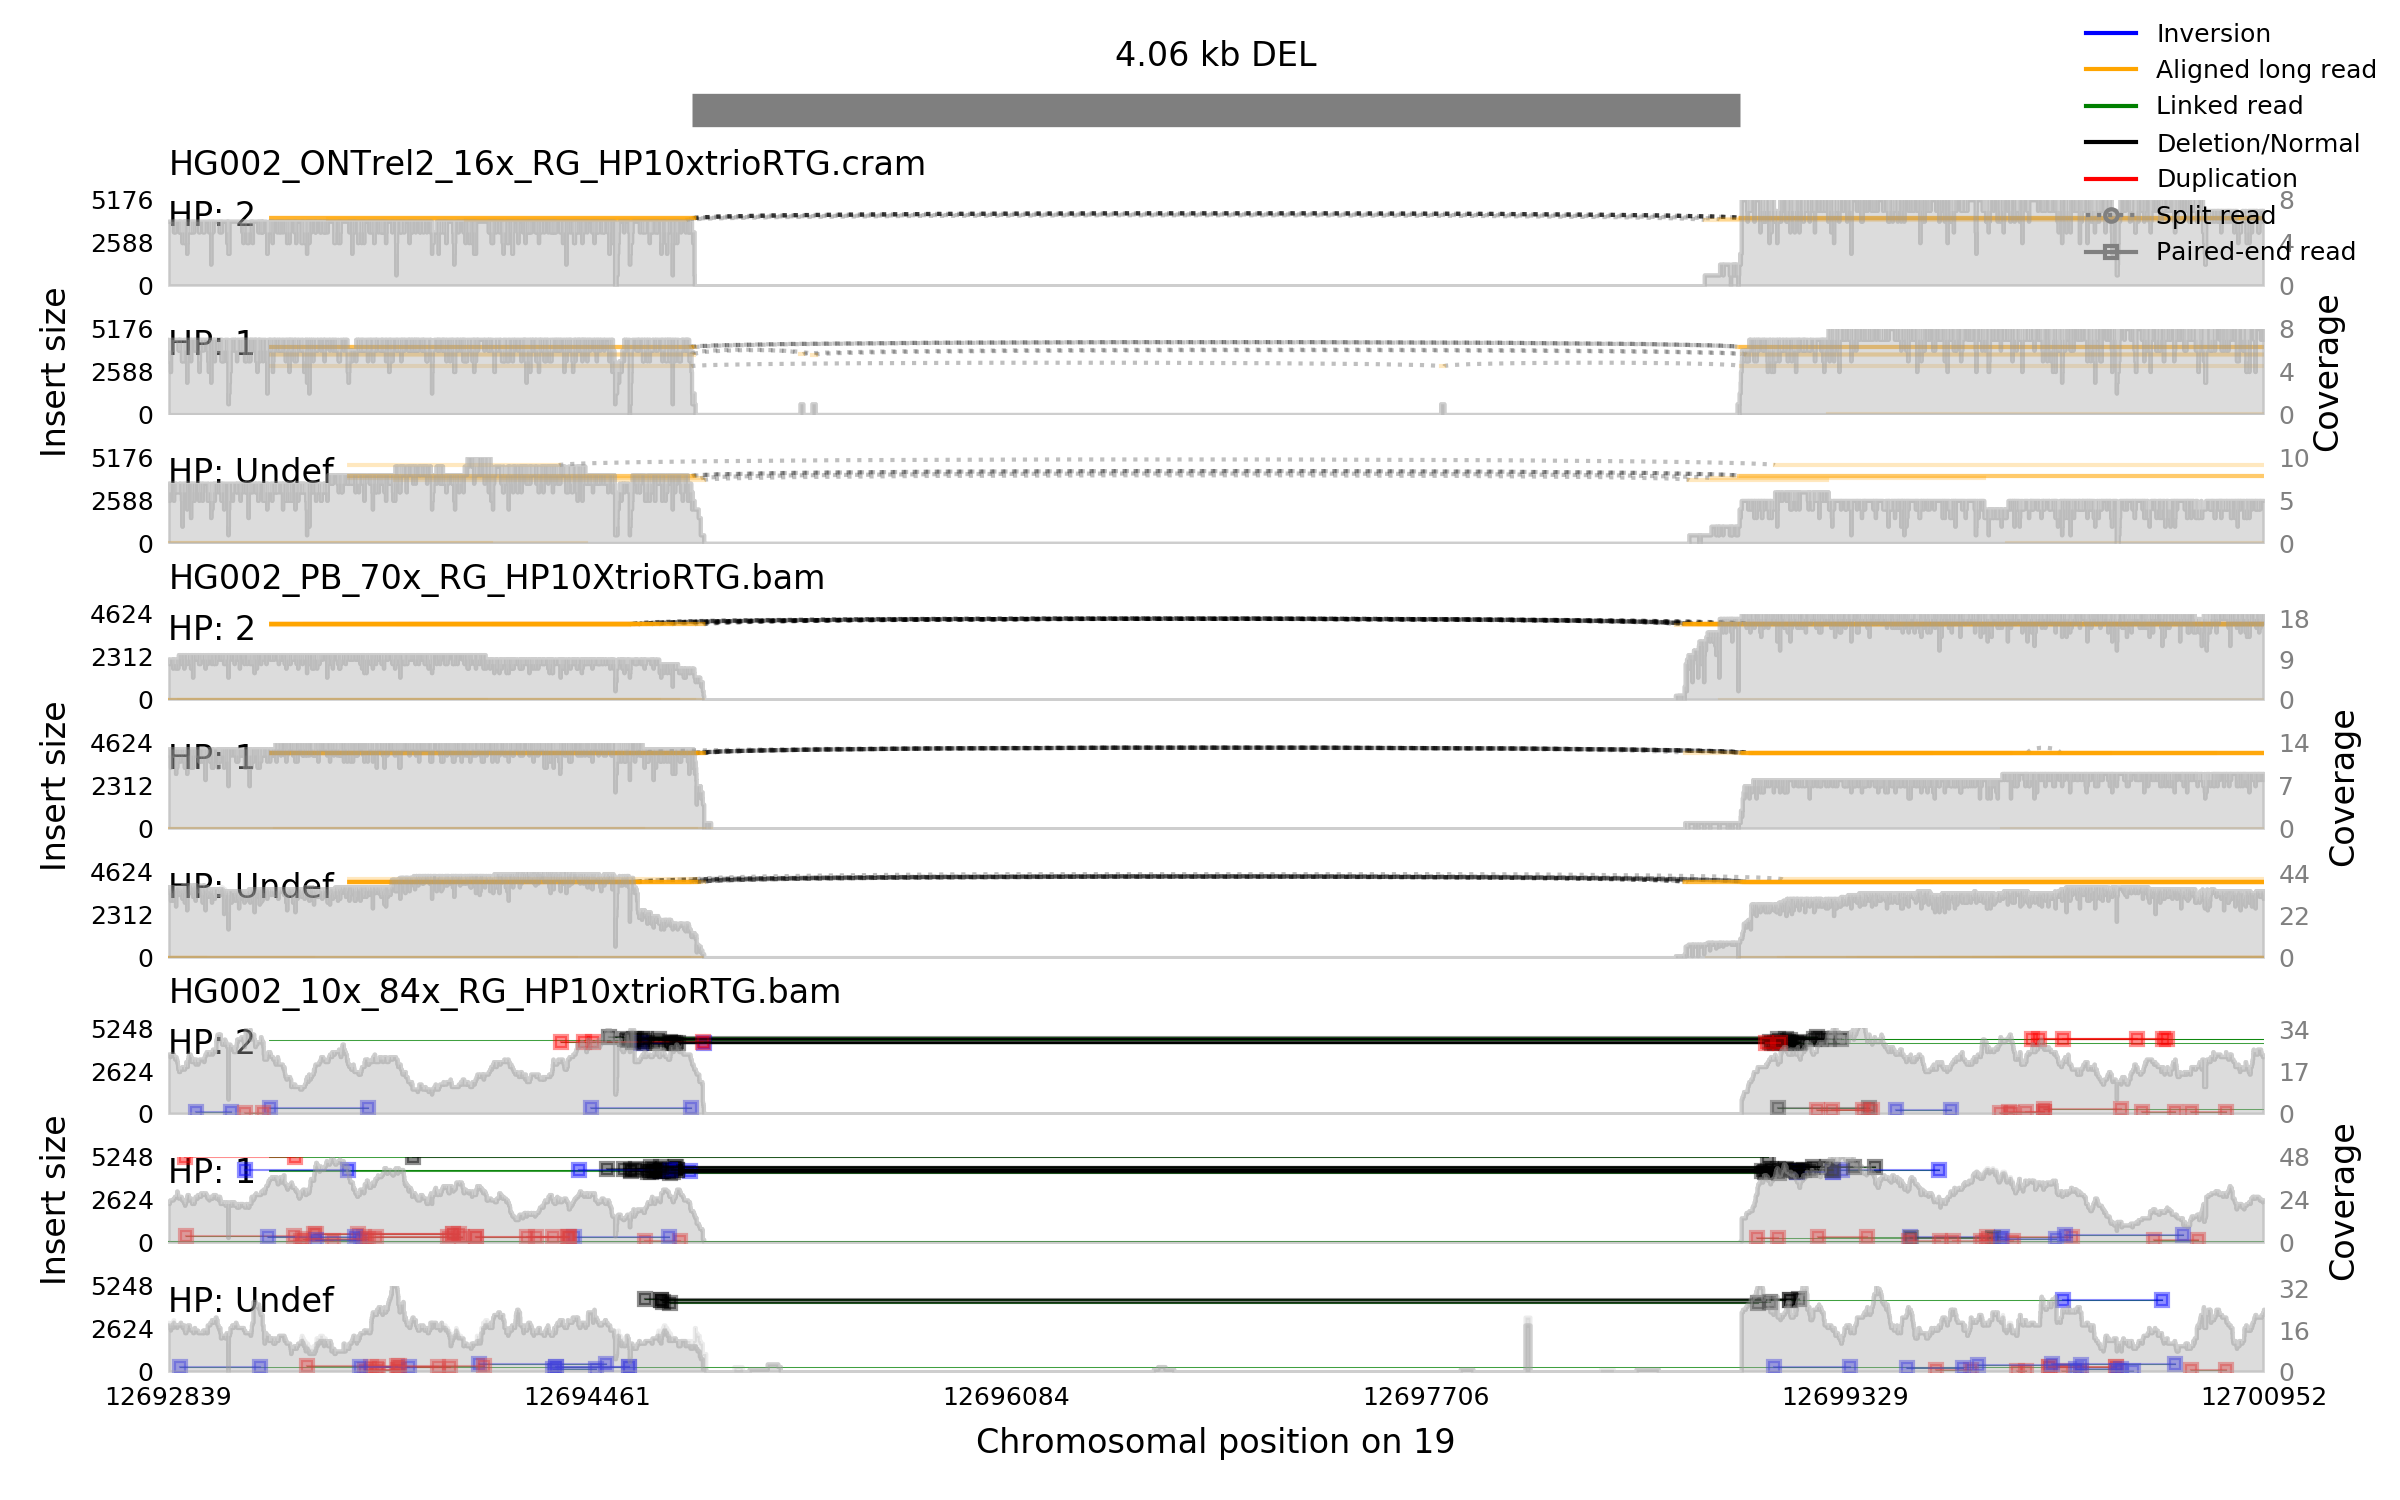 4.06 kb DEL
Inversion
Aligned long read
Linked read
Deletion/Normal
Duplication
Split read
Paired-end read
HG002_ONTrel2_16x_RG_HP10xtrioRTG.cram
HP: 2
5176
2588
0
8
4
0
HP: 1
5176
2588
0
8
4
0
HP: Undef
5176
2588
0
10
5
0
Insert size
Coverage
HG002_PB_70x_RG_HP10XtrioRTG.bam
HP: 2
4624
2312
0
18
9
0
HP: 1
4624
2312
0
14
7
0
HP: Undef
4624
2312
0
44
22
0
Insert size
Coverage
HG002_10x_84x_RG_HP10xtrioRTG.bam
HP: 2
5248
2624
0
34
17
0
HP: 1
5248
2624
0
48
24
0
HP: Undef
5248
2624
0
32
16
0
Insert size
Coverage
12692839
12694461
12696084
12697706
12699329
12700952
Chromosomal position on 19